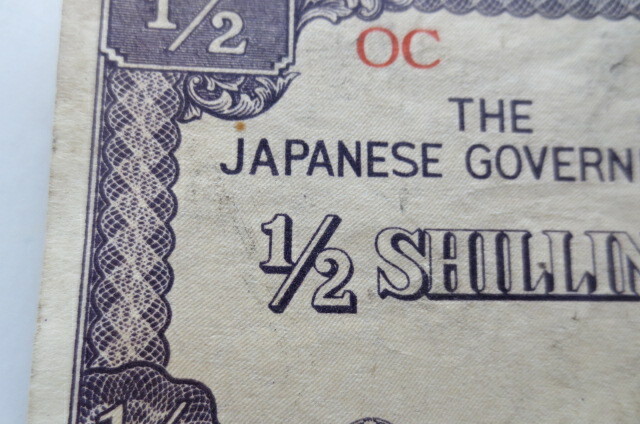 1/2
OC
THE
JAPANESE GOVERN
1/2 SHILLIN